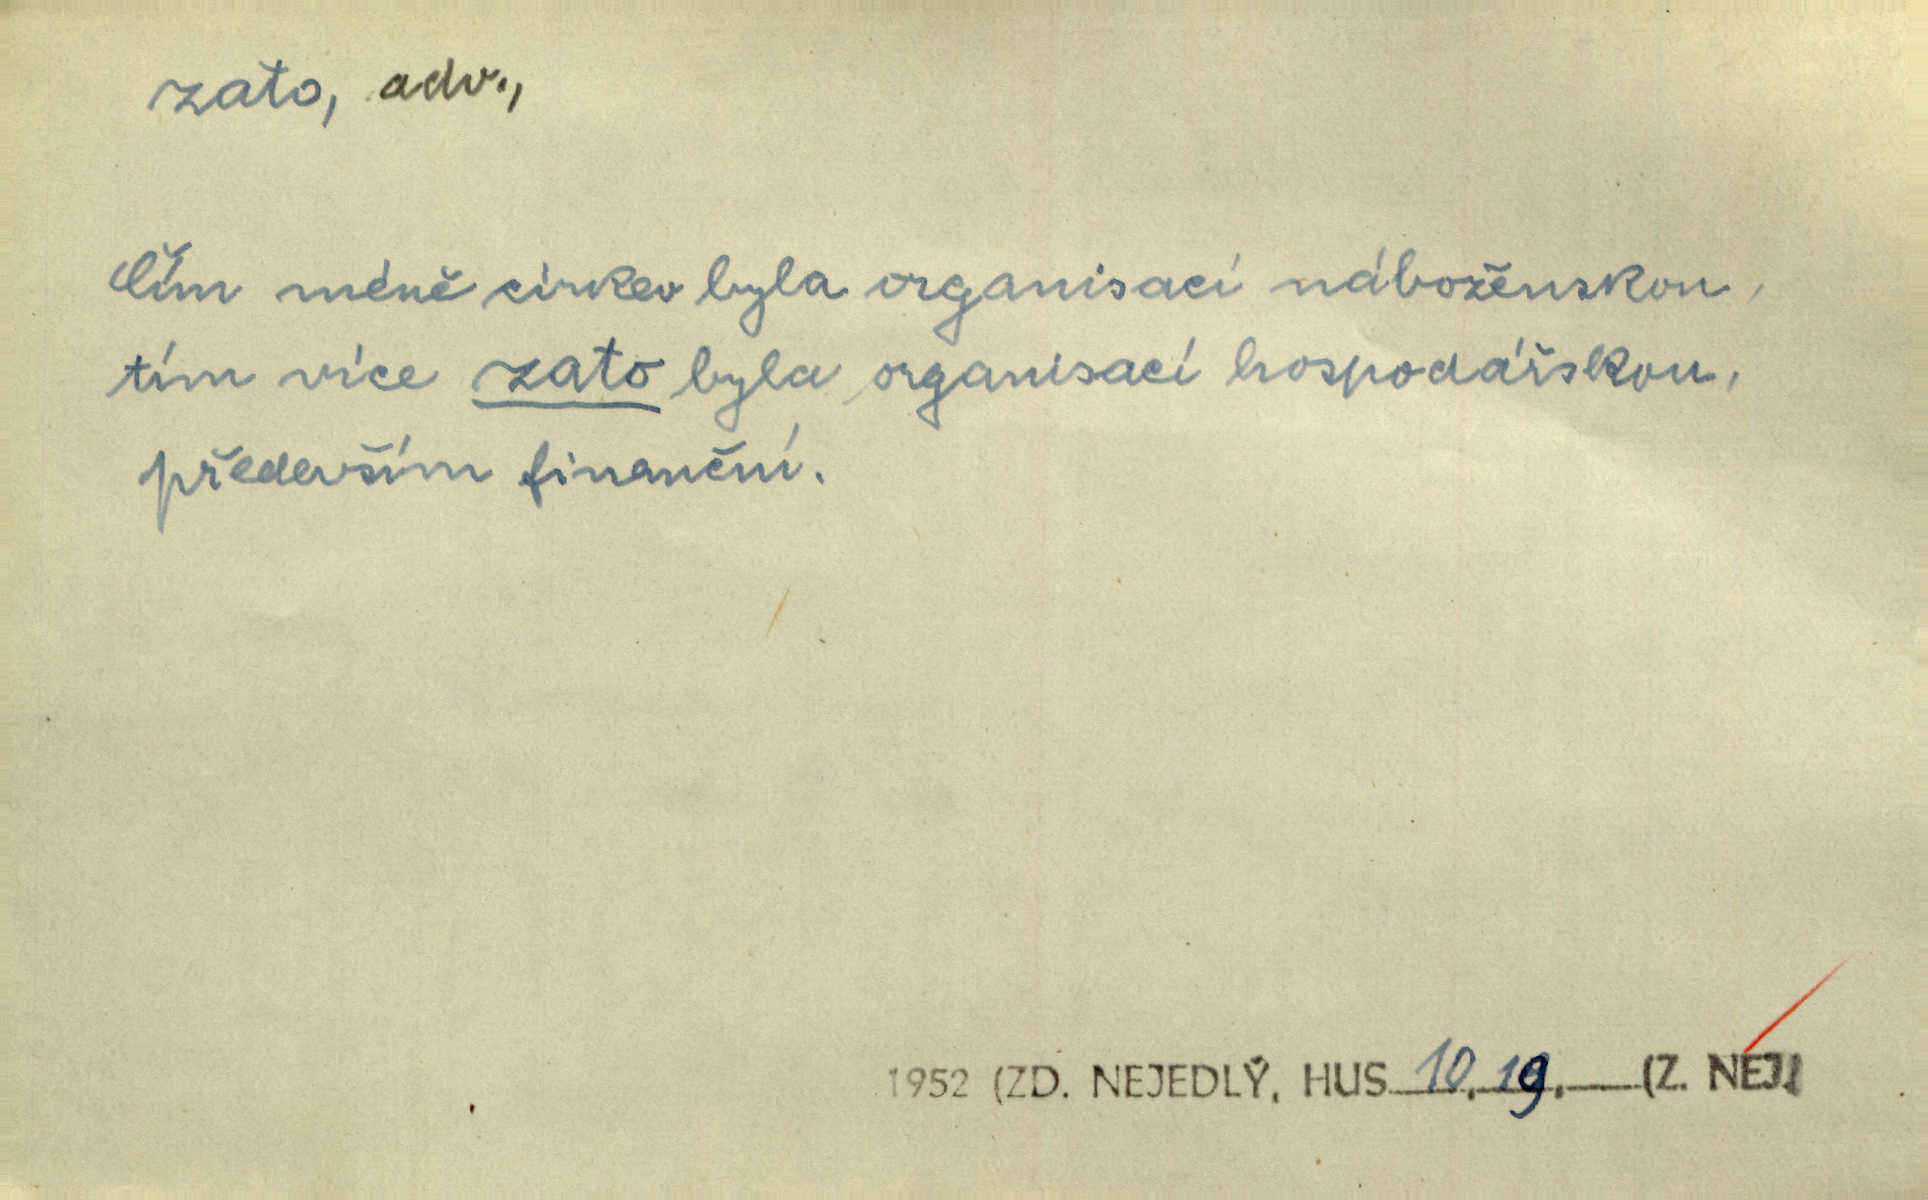 zato, adv.,
Čím méně církev byla organisací náboženskou,
tím více zato byla organisací hospodářskou,
především finanční.
1952 (ZD. NEJEDLÝ, HUS 10, 19, (Z. NEJ.)